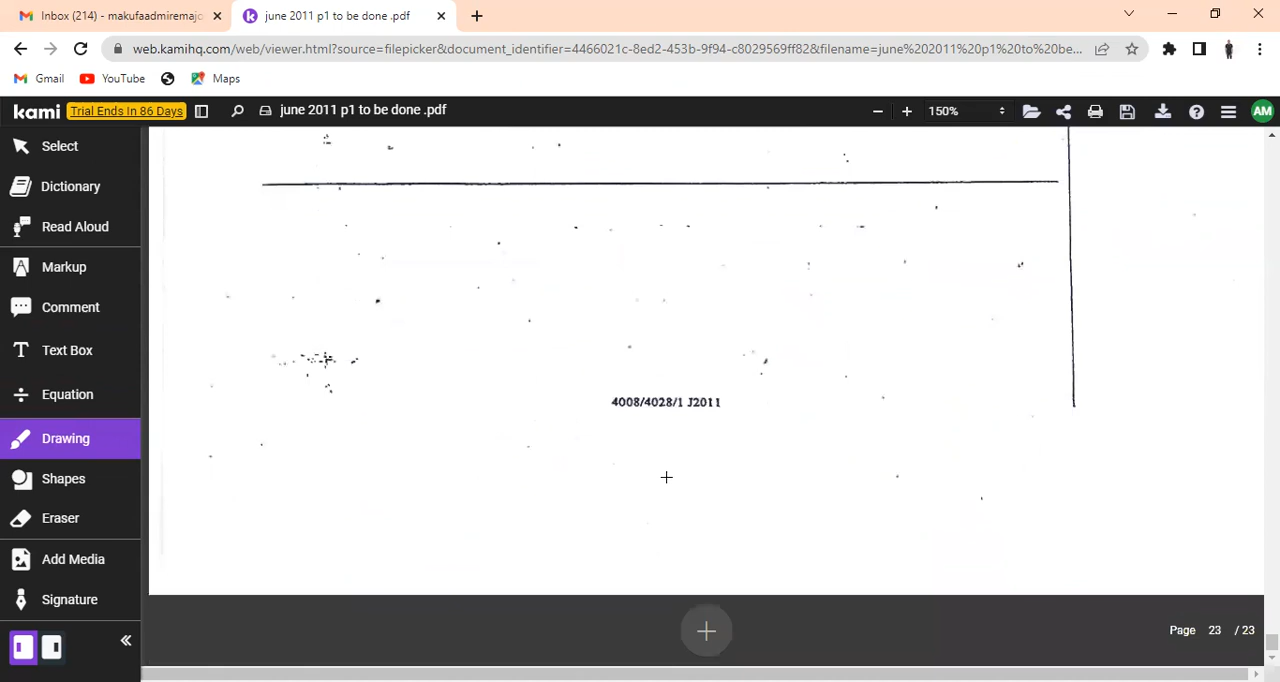 Inbox (214) - makufaadmiremajo
june 2011 p1 to be done .pdf
web.kamihq.com/web/viewer.html?source=filepicker&document_identifier=4466021c-8ed2-453b-9f94-c8029569ff82&filename=june%202011%20p1%20to%20be...
Gmail
YouTube
Maps
kami
Trial Ends In 86 Days
june 2011 p1 to be done .pdf
150%
AM
Select
Dictionary
Read Aloud
Markup
Comment
Text Box
Equation
Drawing
Shapes
Eraser
Add Media
Signature
4008/4028/1 J2011
Page 23 / 23